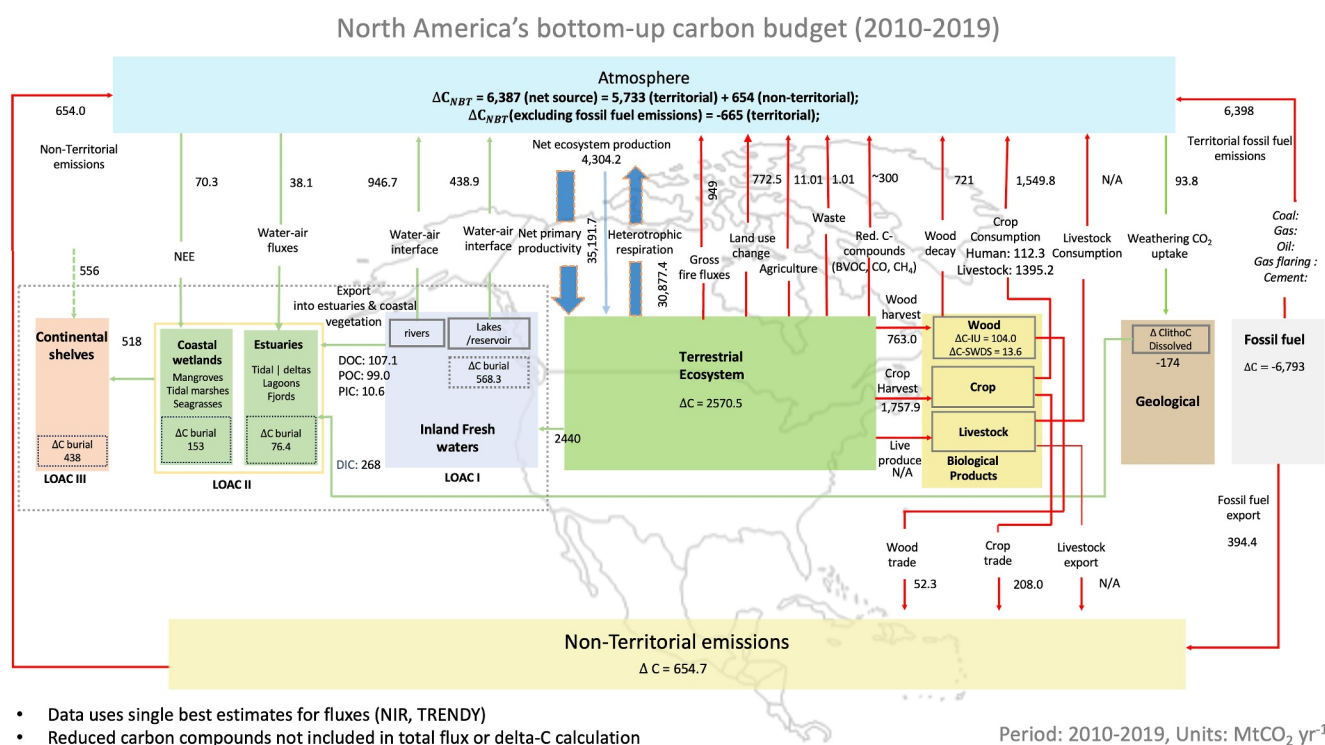 North America’s bottom-up carbon budget (2010-2019)
Atmosphere
ΔC_NBT = 6,387 (net source) = 5,733 (territorial) + 654 (non-territorial);
ΔC_NBT(excluding fossil fuel emissions) = -665 (territorial);
654.0
Non-Territorial
emissions
70.3
NEE
38.1
Water-air
fluxes
946.7
Water-air
interface
438.9
Water-air
interface
Net ecosystem production
4,304.2
Net primary
productivity
35,191.7
Heterotrophic
respiration
30,877.4
949
Gross
fire fluxes
772.5
Land use
change
11.01
Agriculture
1.01
Waste
~300
Red. C-
compounds
(BVOC, CO, CH₄)
721
Wood
decay
1,549.8
Crop
Consumption
Human: 112.3
Livestock: 1395.2
N/A
Livestock
Consumption
93.8
Weathering CO₂
uptake
6,398
Territorial fossil fuel
emissions
Coal:
Gas:
Oil:
Gas flaring :
Cement:
556
Continental
shelves
ΔC burial
438
LOAC III
518
Coastal
wetlands
Mangroves
Tidal marshes
Seagrasses
ΔC burial
153
Estuaries
Tidal | deltas
Lagoons
Fjords
ΔC burial
76.4
LOAC II
Export
into estuaries & coastal
vegetation
DOC: 107.1
POC: 99.0
PIC: 10.6
DIC: 268
rivers
Lakes
/reservoir
ΔC burial
568.3
Inland Fresh
waters
LOAC I
2440
Terrestrial
Ecosystem
ΔC = 2570.5
Wood
harvest
763.0
Crop
Harvest
1,757.9
Live
produce
N/A
Wood
ΔC-IU = 104.0
ΔC-SWDS = 13.6
Crop
Livestock
Biological
Products
Δ ClithoC
Dissolved
-174
Geological
Fossil fuel
ΔC = -6,793
Fossil fuel
export
394.4
Wood
trade
52.3
Crop
trade
208.0
Livestock
export
N/A
Non-Territorial emissions
Δ C = 654.7
• Data uses single best estimates for fluxes (NIR, TRENDY)
• Reduced carbon compounds not included in total flux or delta-C calculation
Period: 2010-2019, Units: MtCO₂ yr⁻¹